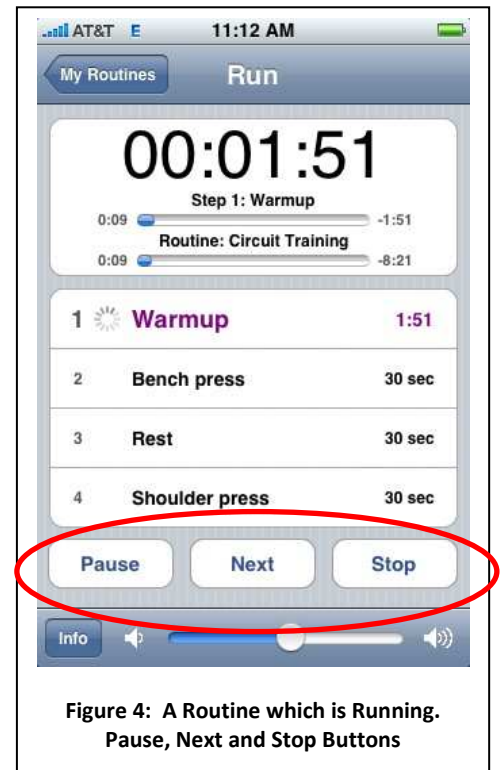 AT&T E 11:12 AM
My Routines Run
00:01:51
Step 1: Warmup
0:09 -1:51
Routine: Circuit Training
0:09 -8:21
1 Warmup 1:51
2 Bench press 30 sec
3 Rest 30 sec
4 Shoulder press 30 sec
Pause Next Stop
Info
Figure 4: A Routine which is Running.
Pause, Next and Stop Buttons